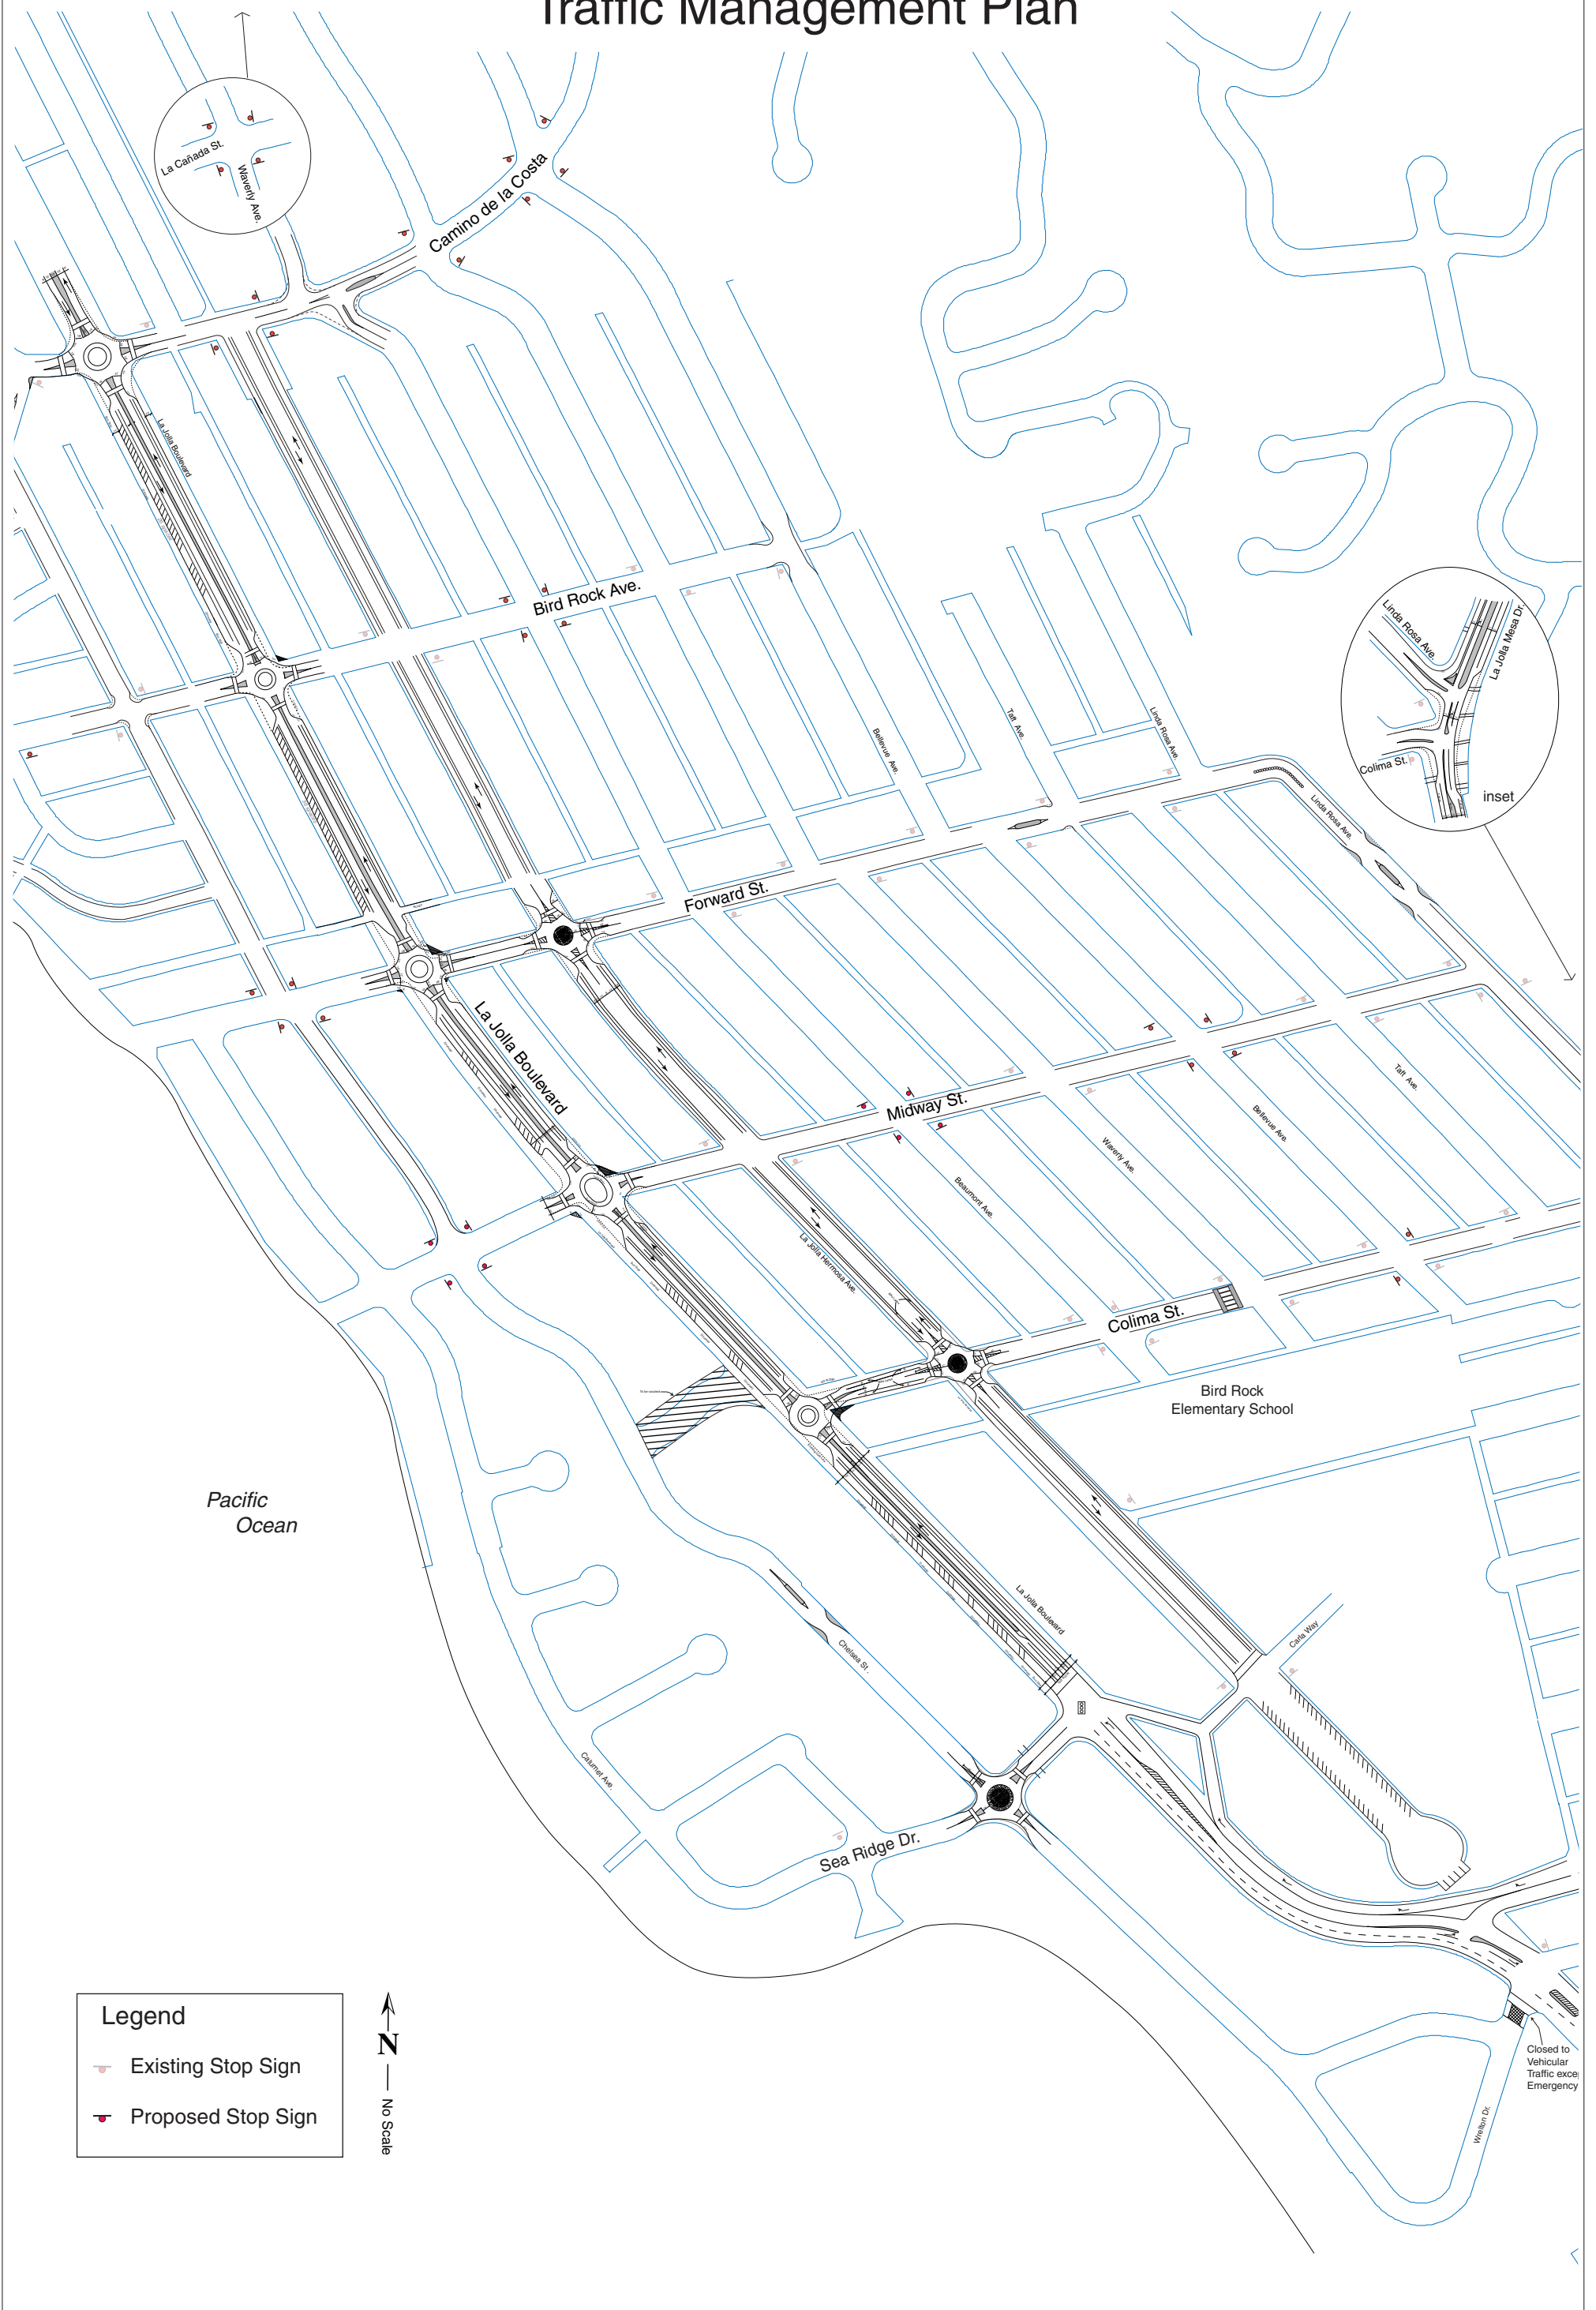 Traffic Management Plan
La Cañada St.
Waverly Ave.
Camino de la Costa
La Jolla Boulevard
Bird Rock Ave.
Linda Rosa Ave.
La Jolla Mesa Dr.
Colima St.
inset
Bellevue Ave.
Taft Ave.
Linda Rosa Ave.
Linda Rosa Ave.
Forward St.
La Jolla Boulevard
Midway St.
Taft Ave.
Bellevue Ave.
Waverly Ave.
Beaumont Ave.
La Jolla Hermosa Ave.
Colima St.
Bird Rock
Elementary School
Pacific
Ocean
La Jolla Boulevard
Carla Way
Chelsea St.
Calumet Ave.
Sea Ridge Dr.
Legend
Existing Stop Sign
Proposed Stop Sign
N
No Scale
Closed to
Vehicular
Traffic exce
Emergency
Wrelton Dr.